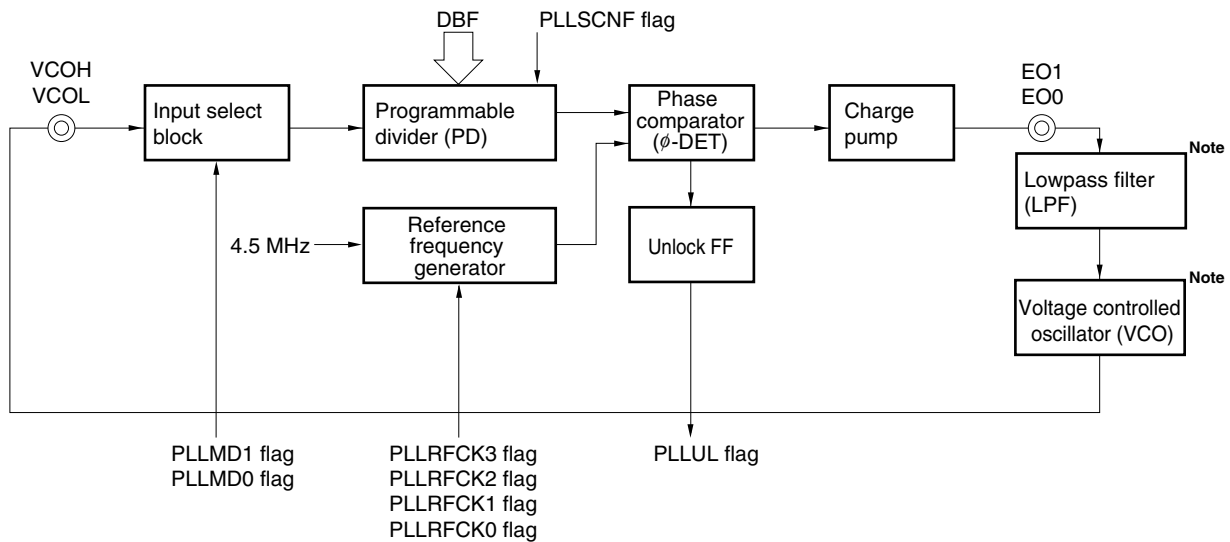 DBF
PLLSCNF flag
VCOH
VCOL
Input select
block
Programmable
divider (PD)
Phase
comparator
(ϕ-DET)
Charge
pump
EO1
EO0
Note
Lowpass filter
(LPF)
4.5 MHz
Reference
frequency
generator
Unlock FF
Note
Voltage controlled
oscillator (VCO)
PLLMD1 flag
PLLMD0 flag
PLLRFCK3 flag
PLLRFCK2 flag
PLLRFCK1 flag
PLLRFCK0 flag
PLLUL flag